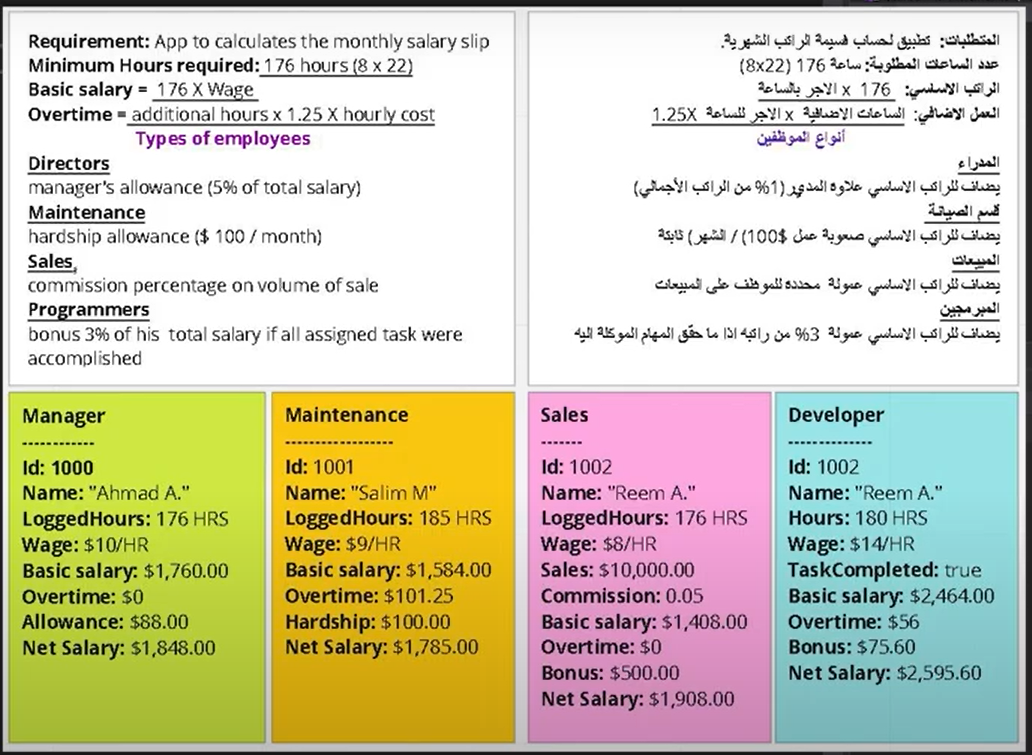 Requirement: App to calculates the monthly salary slip
Minimum Hours required: 176 hours (8 x 22)
Basic salary = 176 X Wage
Overtime = additional hours x 1.25 X hourly cost
Types of employees
Directors
manager's allowance (5% of total salary)
Maintenance
hardship allowance ($ 100 / month)
Sales,
commission percentage on volume of sale
Programmers
bonus 3% of his total salary if all assigned task were
accomplished
المتطلبات: تطبيق لحساب قسيمة الراتب الشهرية.
عدد الساعات المطلوبة: ساعة 176 (8x22)
الراتب الاساسي: 176 x الاجر بالساعة
العمل الاضافي: الساعات الاضافية x الاجر للساعة 1.25X
أنواع الموظفين
المدراء
يضاف للراتب الاساسي علاوة المدير (1% من الراتب الأجمالي)
قسم الصيانة
يضاف للراتب الاساسي صعوبة عمل $100) / الشهر) ثابتة
المبيعات
يضاف للراتب الاساسي عمولة محدده للموظف على المبيعات
المبرمجين
يضاف للراتب الاساسي عمولة 3% من راتبه اذا ما حقق المهام الموكلة اليه
Manager
------------
Id: 1000
Name: "Ahmad A."
LoggedHours: 176 HRS
Wage: $10/HR
Basic salary: $1,760.00
Overtime: $0
Allowance: $88.00
Net Salary: $1,848.00
Maintenance
------------------
Id: 1001
Name: "Salim M"
LoggedHours: 185 HRS
Wage: $9/HR
Basic salary: $1,584.00
Overtime: $101.25
Hardship: $100.00
Net Salary: $1,785.00
Sales
-------
Id: 1002
Name: "Reem A."
LoggedHours: 176 HRS
Wage: $8/HR
Sales: $10,000.00
Commission: 0.05
Basic salary: $1,408.00
Overtime: $0
Bonus: $500.00
Net Salary: $1,908.00
Developer
--------------
Id: 1002
Name: "Reem A."
Hours: 180 HRS
Wage: $14/HR
TaskCompleted: true
Basic salary: $2,464.00
Overtime: $56
Bonus: $75.60
Net Salary: $2,595.60